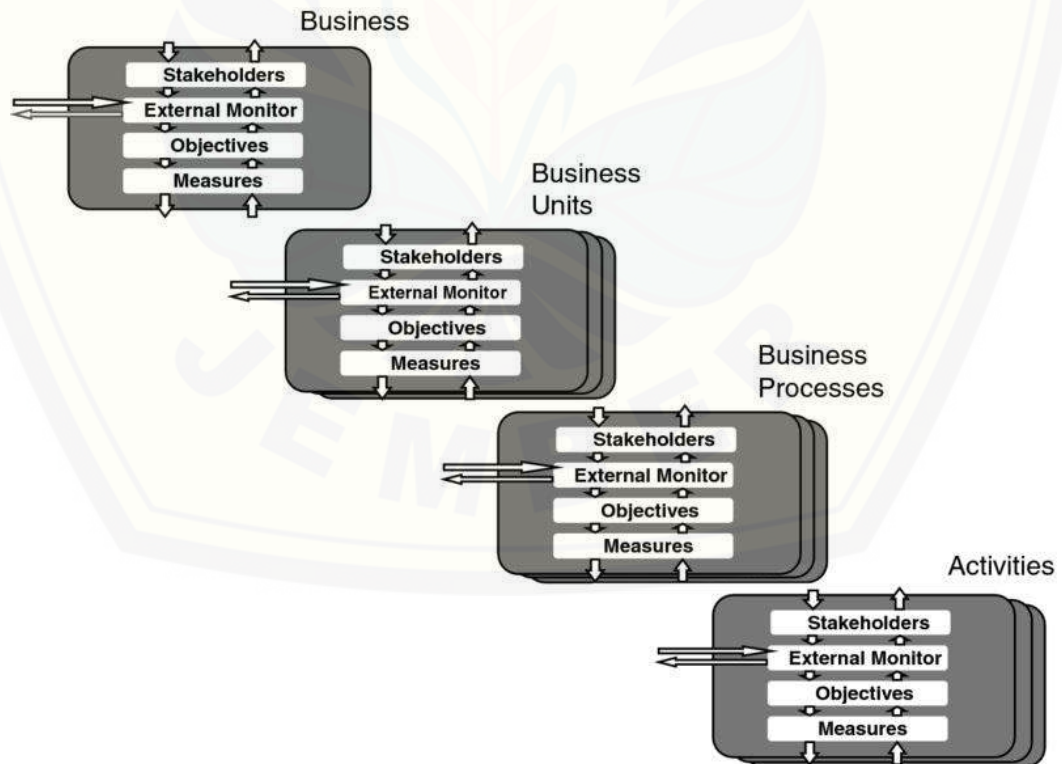 Business
Stakeholders
External Monitor
Objectives
Measures
Business
Units
Stakeholders
External Monitor
Objectives
Measures
Business
Processes
Stakeholders
External Monitor
Objectives
Measures
Activities
Stakeholders
External Monitor
Objectives
Measures
JEMBER